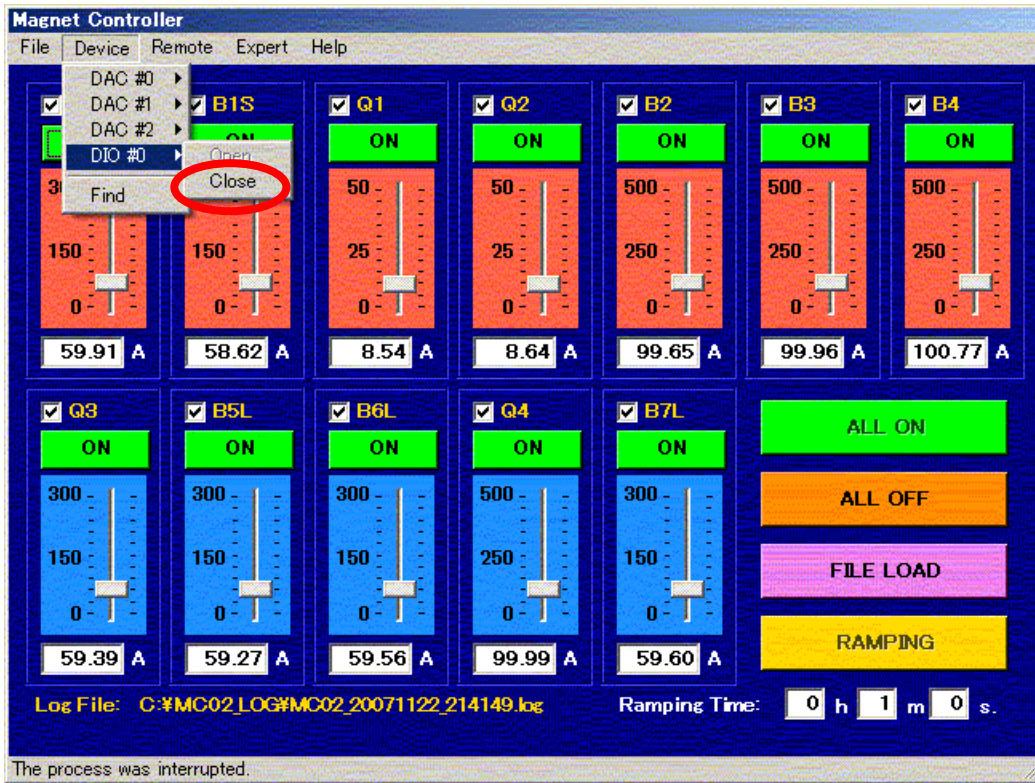 Magnet Controller
File Device Remote Expert Help
DAC #0
DAC #1
DAC #2
DIO #0
Find
Open
Close
B1S Q1 Q2 B2 B3 B4
ON ON ON ON ON ON
50 50 500 500 500
150 150 25 25 250 250 250
0 0 0 0 0 0 0
59.91 A 58.62 A 8.54 A 8.64 A 99.65 A 99.96 A 100.77 A
Q3 B5L B6L Q4 B7L
ON ON ON ON ON
300 300 300 500 300
150 150 150 250 150
0 0 0 0 0
59.39 A 59.27 A 59.56 A 99.99 A 59.60 A
ALL ON
ALL OFF
FILE LOAD
RAMPING
Log File: C:¥MC02_LOG¥MC02_20071122_214149.log
Ramping Time: 0 h 1 m 0 s.
The process was interrupted.